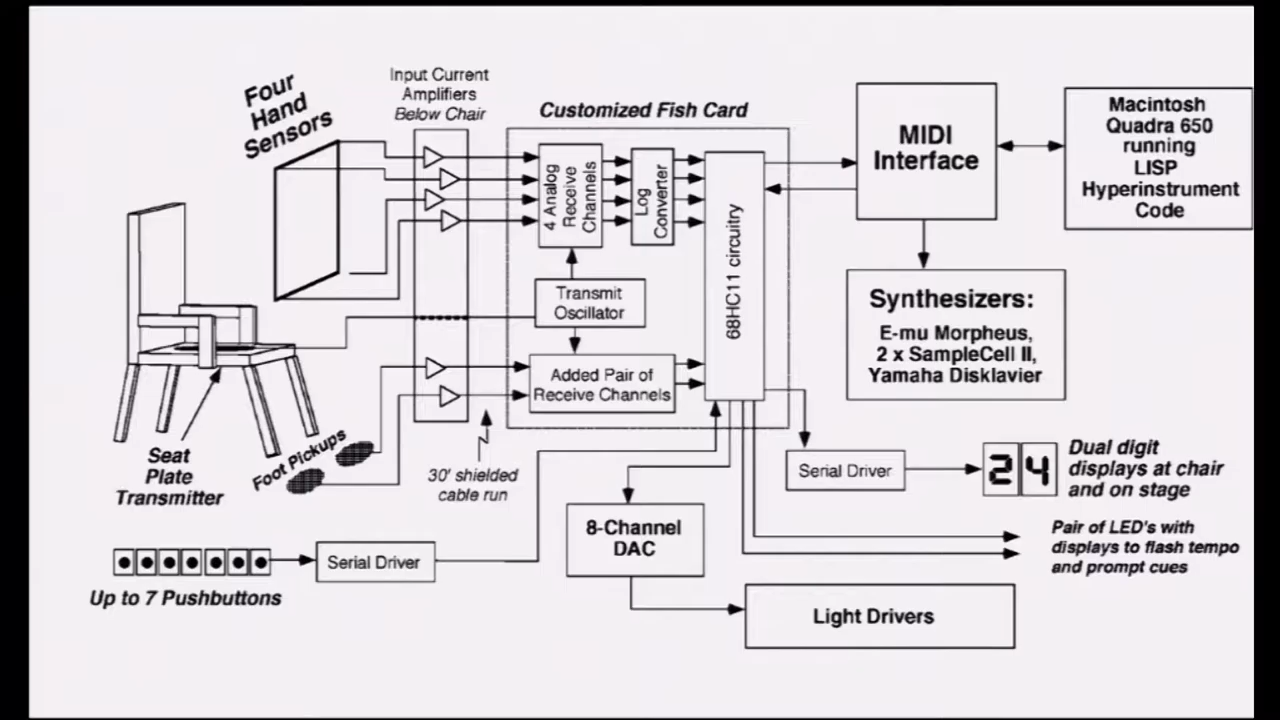 Four
Hand
Sensors
Input Current
Amplifiers
Below Chair
Customized Fish Card
4 Analog
Receive
Channels
Log
Converter
68HC11 circuitry
Transmit
Oscillator
Added Pair of
Receive Channels
MIDI
Interface
Macintosh
Quadra 650
running
LISP
Hyperinstrument
Code
Synthesizers:
E-mu Morpheus,
2 x SampleCell II,
Yamaha Disklavier
Seat
Plate
Transmitter
Foot Pickups
30' shielded
cable run
Serial Driver
24
Dual digit
displays at chair
and on stage
8-Channel
DAC
Pair of LED's with
displays to flash tempo
and prompt cues
Serial Driver
Up to 7 Pushbuttons
Light Drivers